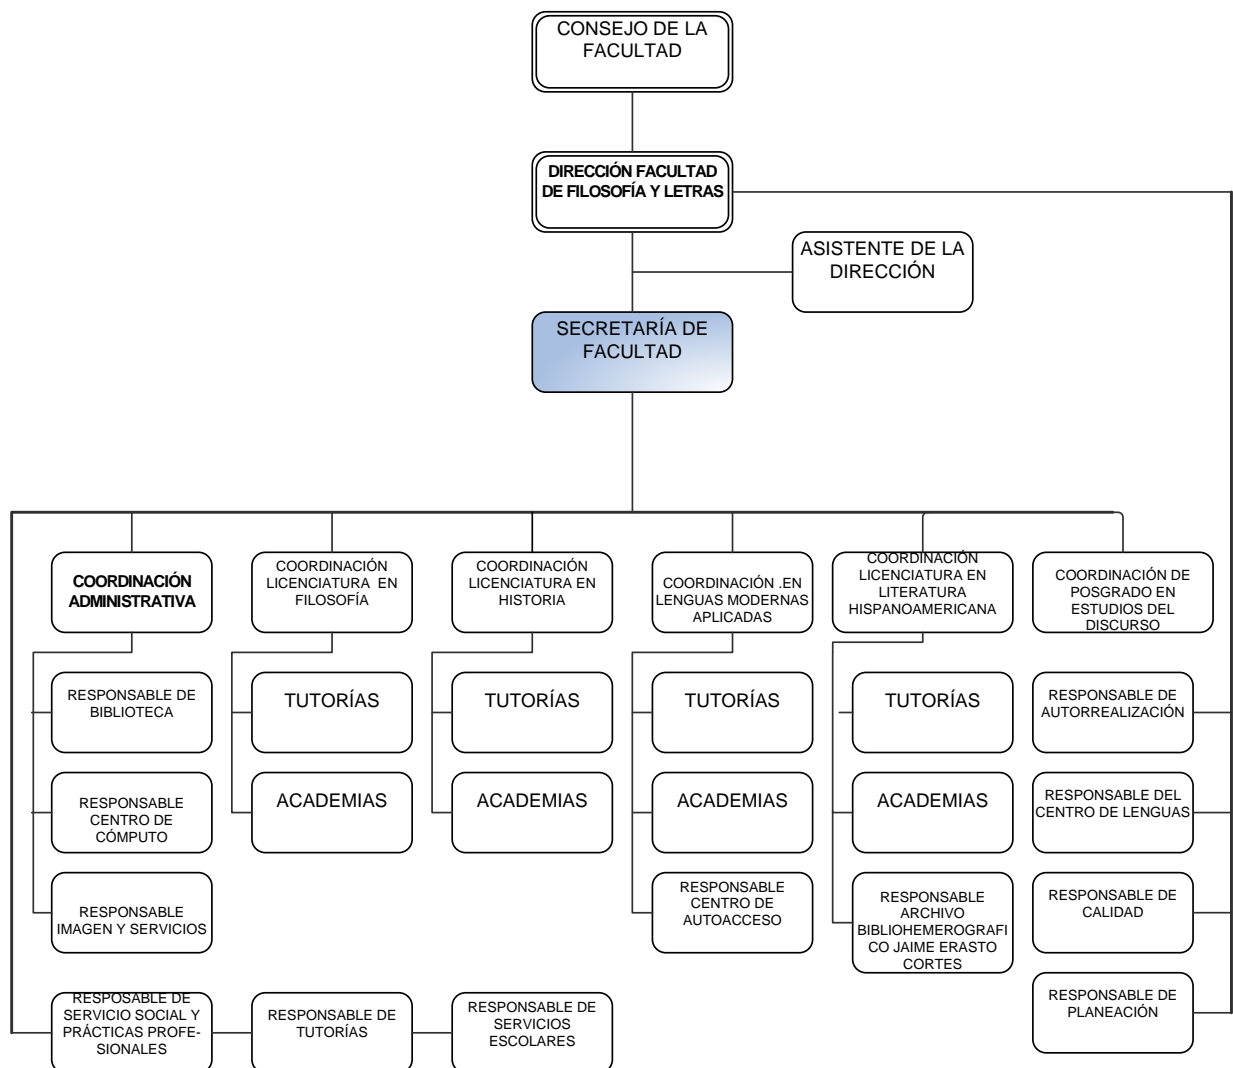 CONSEJO DE LA
FACULTAD
DIRECCIÓN FACULTAD
DE FILOSOFÍA Y LETRAS
ASISTENTE DE LA
DIRECCIÓN
SECRETARÍA DE
FACULTAD
COORDINACIÓN
ADMINISTRATIVA
COORDINACIÓN
LICENCIATURA EN
FILOSOFÍA
COORDINACIÓN
LICENCIATURA EN
HISTORIA
COORDINACIÓN .EN
LENGUAS MODERNAS
APLICADAS
COORDINACIÓN
LICENCIATURA EN
LITERATURA
HISPANOAMERICANA
COORDINACIÓN DE
POSGRADO EN
ESTUDIOS DEL
DISCURSO
RESPONSABLE DE
BIBLIOTECA
TUTORÍAS
TUTORÍAS
TUTORÍAS
TUTORÍAS
RESPONSABLE DE
AUTORREALIZACIÓN
RESPONSABLE
CENTRO DE
CÓMPUTO
ACADEMIAS
ACADEMIAS
ACADEMIAS
ACADEMIAS
RESPONSABLE DEL
CENTRO DE LENGUAS
RESPONSABLE
IMAGEN Y SERVICIOS
RESPONSABLE
CENTRO DE
AUTOACCESO
RESPONSABLE
ARCHIVO
BIBLIOHEMEROGRAFI
CO JAIME ERASTO
CORTES
RESPONSABLE DE
CALIDAD
RESPOSABLE DE
SERVICIO SOCIAL Y
PRÁCTICAS PROFE-
SIONALES
RESPONSABLE DE
TUTORÍAS
RESPONSABLE DE
SERVICIOS
ESCOLARES
RESPONSABLE DE
PLANEACIÓN